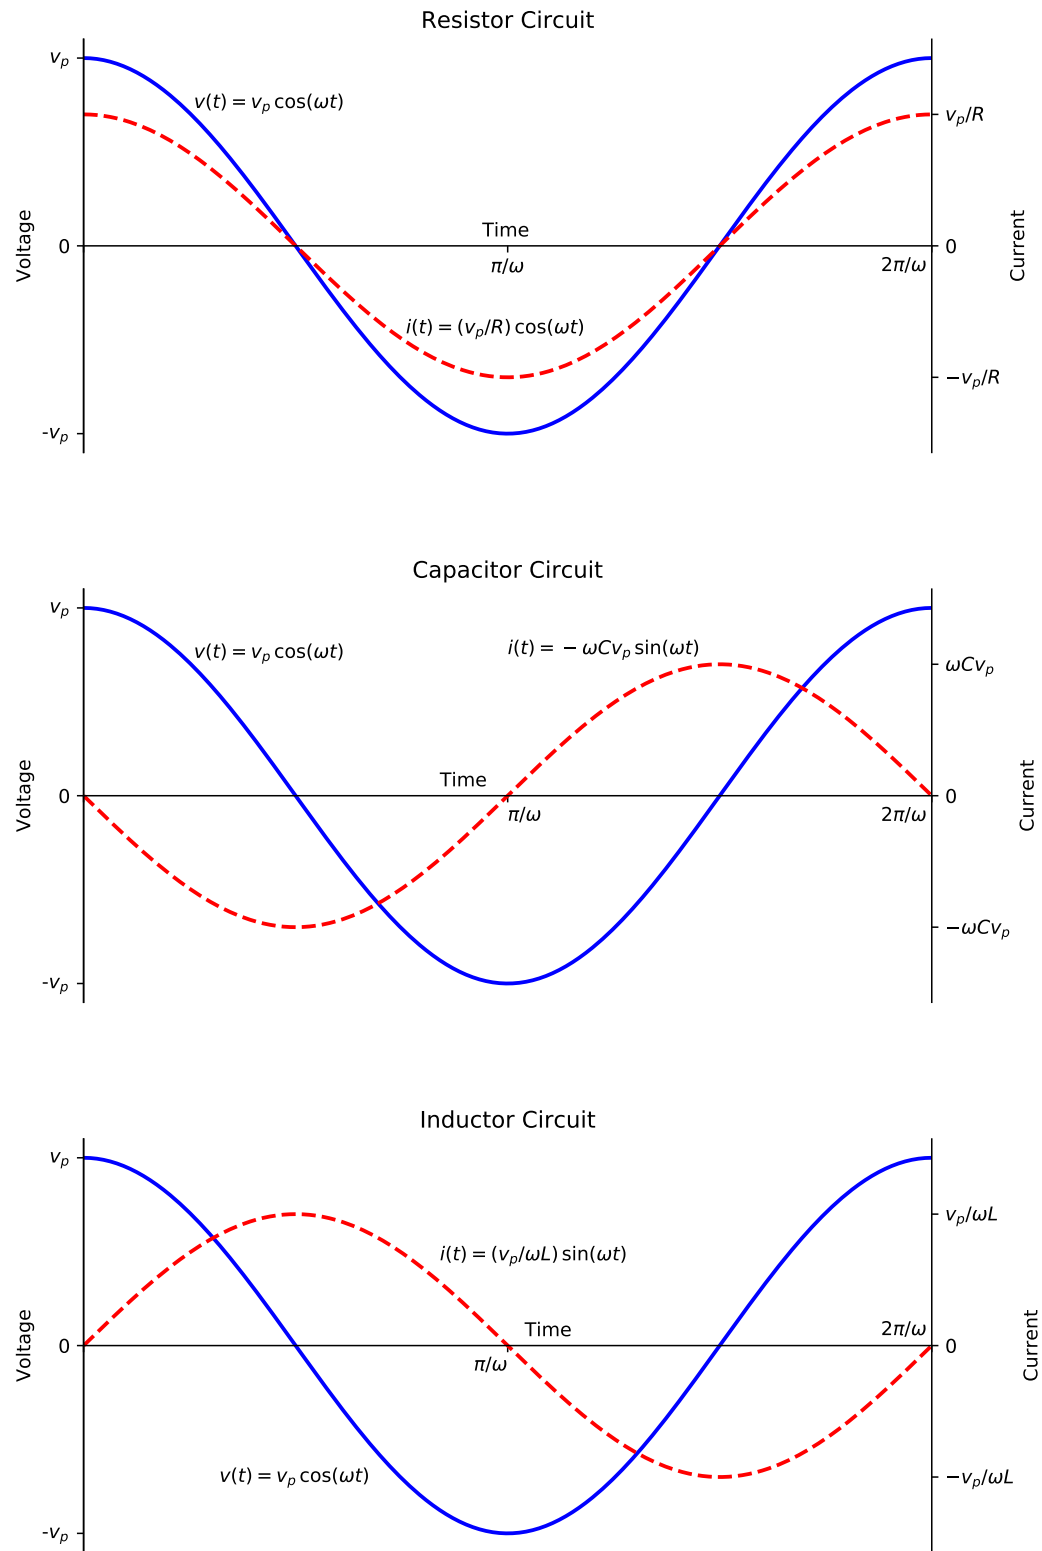 Resistor Circuit
v_p
v(t) = v_p cos(ωt)
v_p/R
Voltage
0
Time
0
Current
π/ω
2π/ω
i(t) = (v_p/R) cos(ωt)
−v_p/R
-v_p
Capacitor Circuit
v_p
v(t) = v_p cos(ωt)
i(t) = − ωCv_p sin(ωt)
ωCv_p
Voltage
0
Time
0
Current
π/ω
2π/ω
−ωCv_p
-v_p
Inductor Circuit
v_p
v_p/ωL
i(t) = (v_p/ωL) sin(ωt)
Voltage
0
Time
2π/ω
0
Current
π/ω
v(t) = v_p cos(ωt)
−v_p/ωL
-v_p